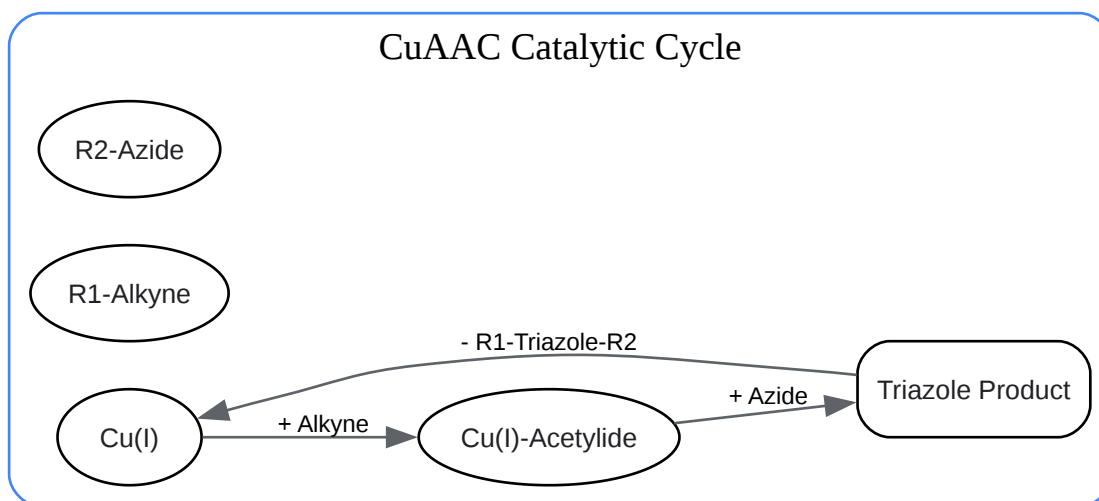 CuAAC Catalytic Cycle
R2-Azide
R1-Alkyne
- R1-Triazole-R2
Triazole Product
+ Azide
+ Alkyne
Cu(I)
Cu(I)-Acetylide